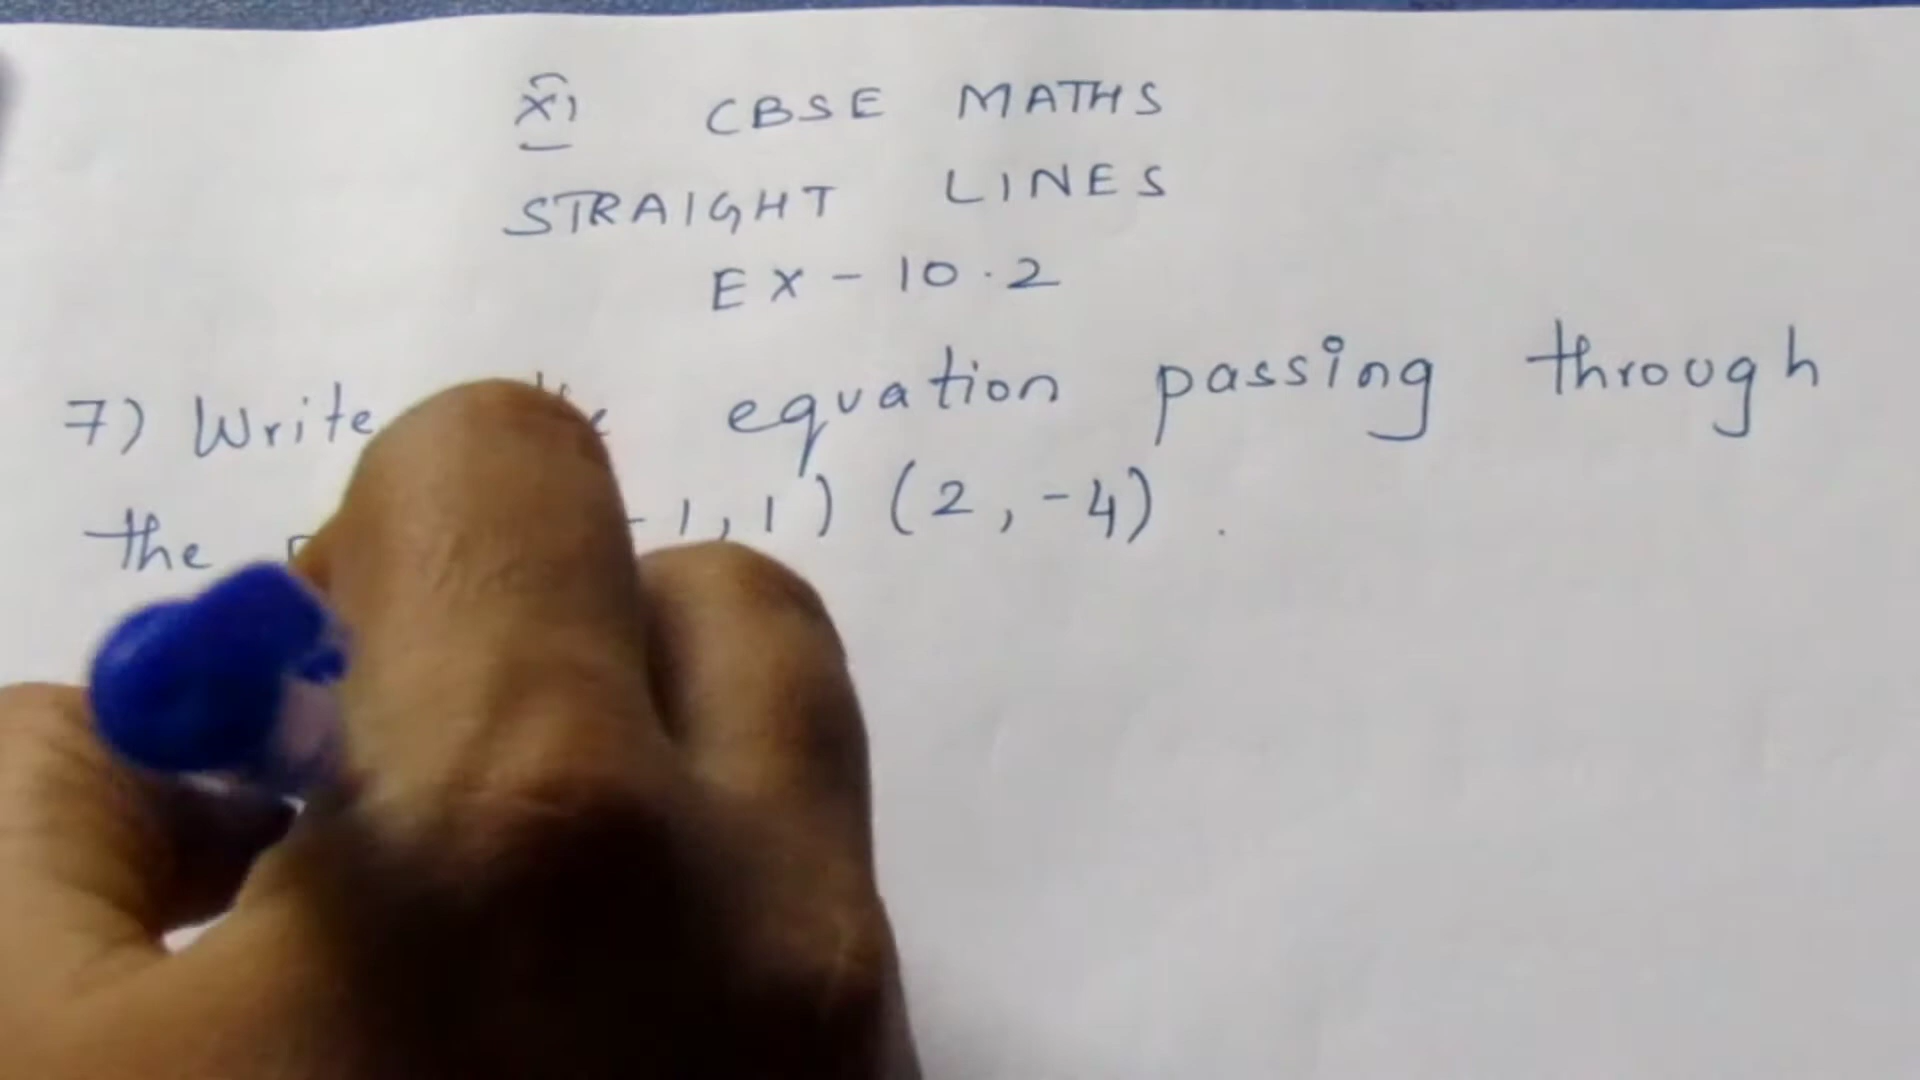 XI CBSE MATHS
STRAIGHT LINES
EX - 10.2
7) Write equation passing through
the -1, 1) (2, -4).